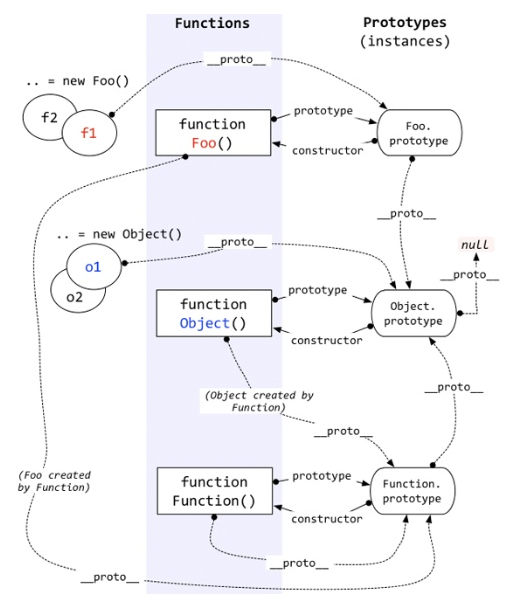 Functions
Prototypes
(instances)
__proto__
.. = new Foo()
f2
f1
function
Foo()
prototype
constructor
Foo.
prototype
__proto__
.. = new Object()
o1
o2
__proto__
null
__proto__
function
Object()
prototype
constructor
Object.
prototype
(Object created by
Function)
__proto__
__proto__
(Foo created
by Function)
function
Function()
prototype
constructor
Function.
prototype
__proto__
__proto__